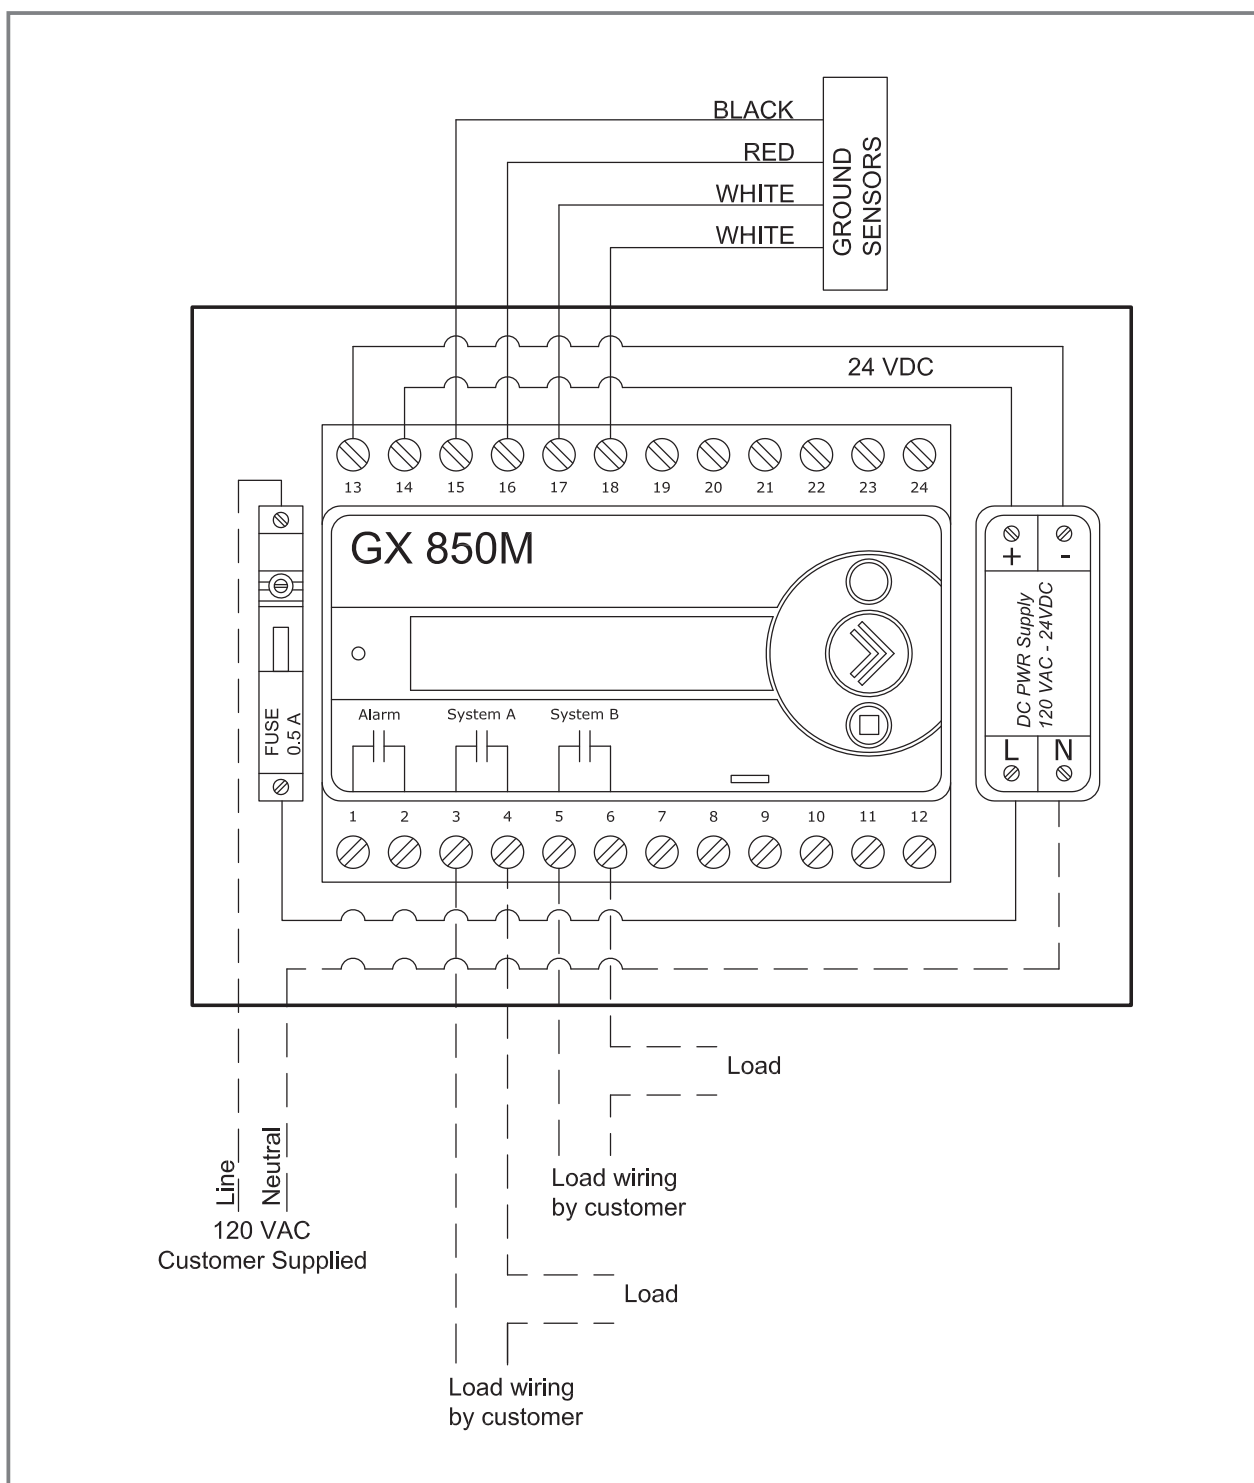 BLACK
RED
WHITE
WHITE
GROUND
SENSORS
24 VDC
13 14 15 16 17 18 19 20 21 22 23 24
GX 850M
+ -
DC PWR Supply
120 VAC - 24VDC
L N
FUSE
0.5 A
Alarm System A System B
1 2 3 4 5 6 7 8 9 10 11 12
Load
Load wiring
by customer
Line
Neutral
120 VAC
Customer Supplied
Load
Load wiring
by customer